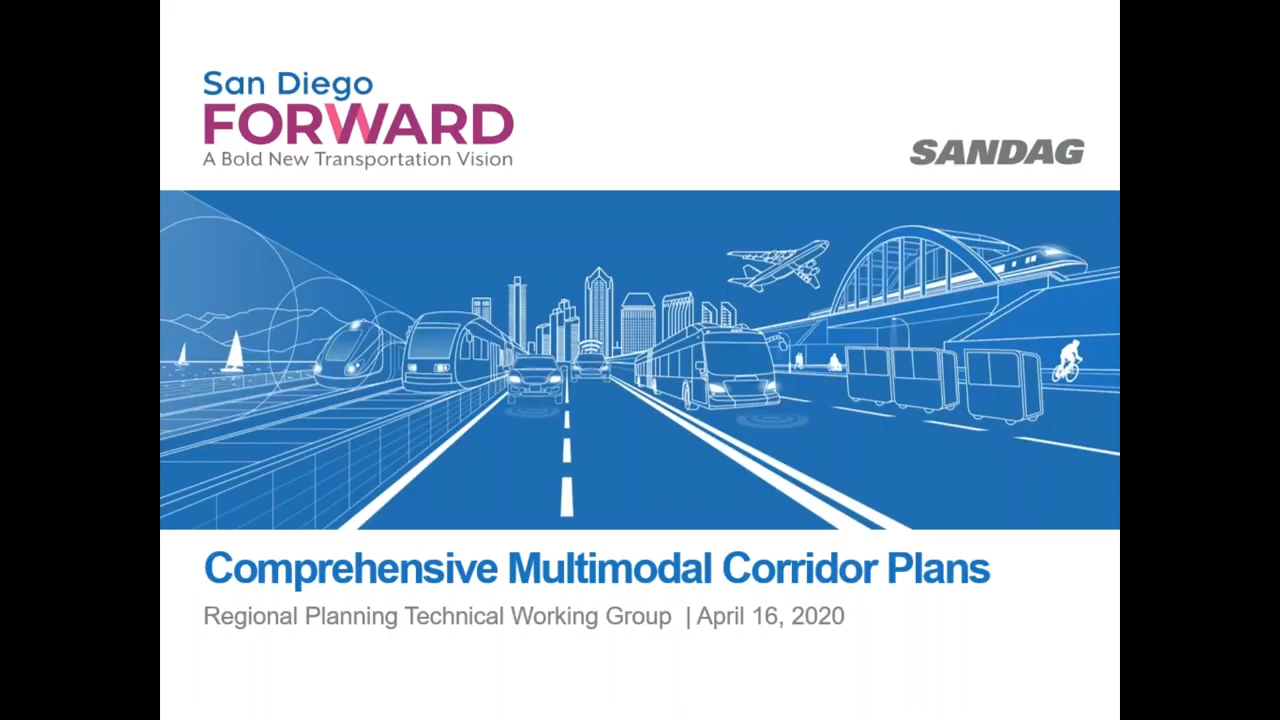 San Diego
FORWARD
A Bold New Transportation Vision
SANDAG
Comprehensive Multimodal Corridor Plans
Regional Planning Technical Working Group | April 16, 2020